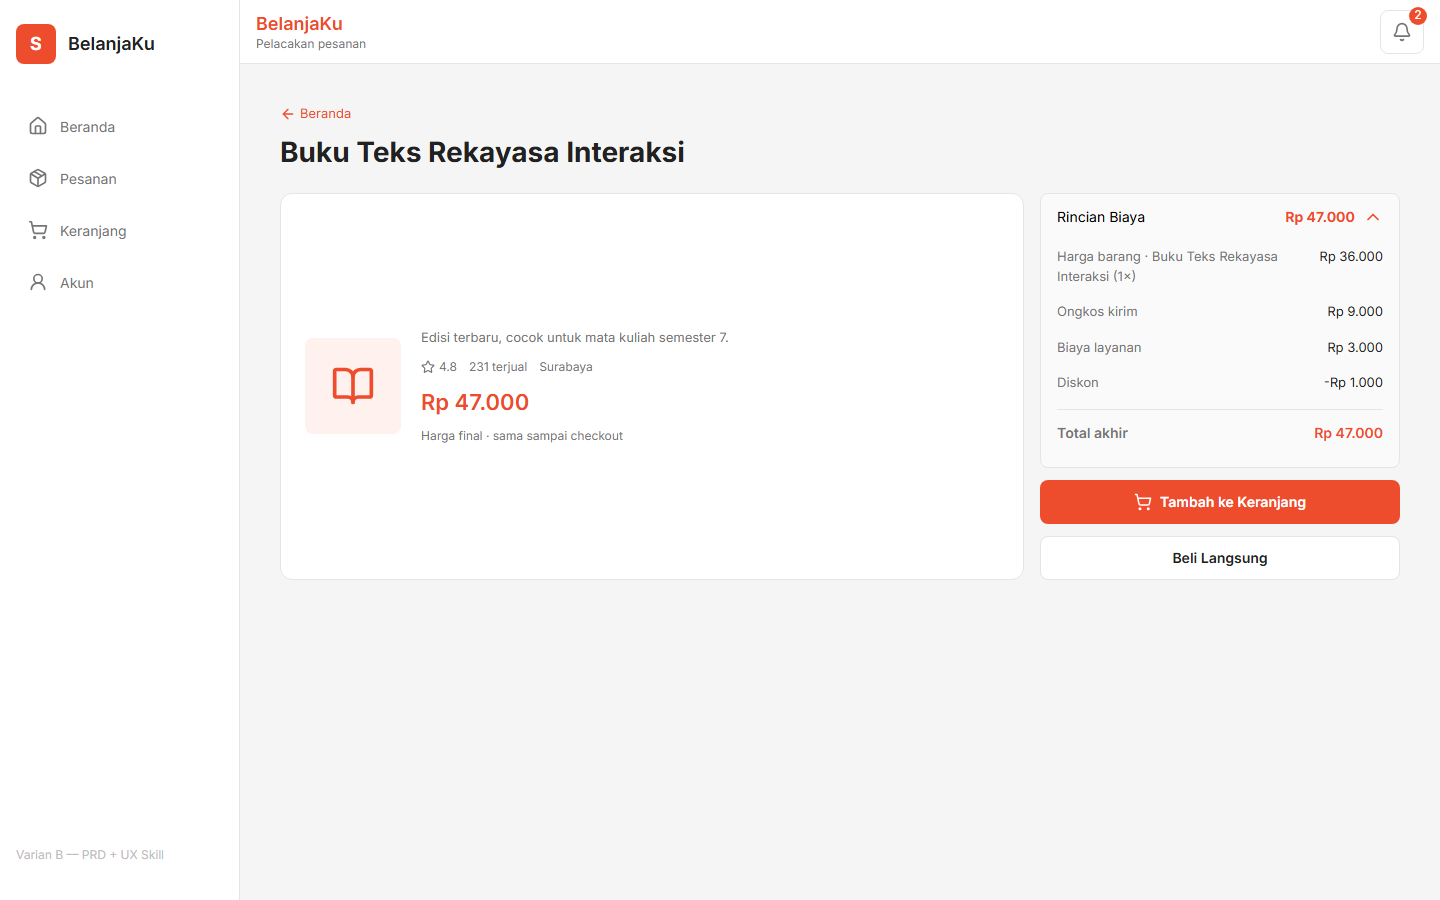 S
BelanjaKu
Beranda
Pesanan
Keranjang
Akun
Varian B — PRD + UX Skill
BelanjaKu
Pelacakan pesanan
2
Beranda
Buku Teks Rekayasa Interaksi
Edisi terbaru, cocok untuk mata kuliah semester 7.
4.8 231 terjual Surabaya
Rp 47.000
Harga final · sama sampai checkout
Rincian Biaya Rp 47.000
Harga barang · Buku Teks Rekayasa Rp 36.000
Interaksi (1×)
Ongkos kirim Rp 9.000
Biaya layanan Rp 3.000
Diskon -Rp 1.000
Total akhir Rp 47.000
Tambah ke Keranjang
Beli Langsung